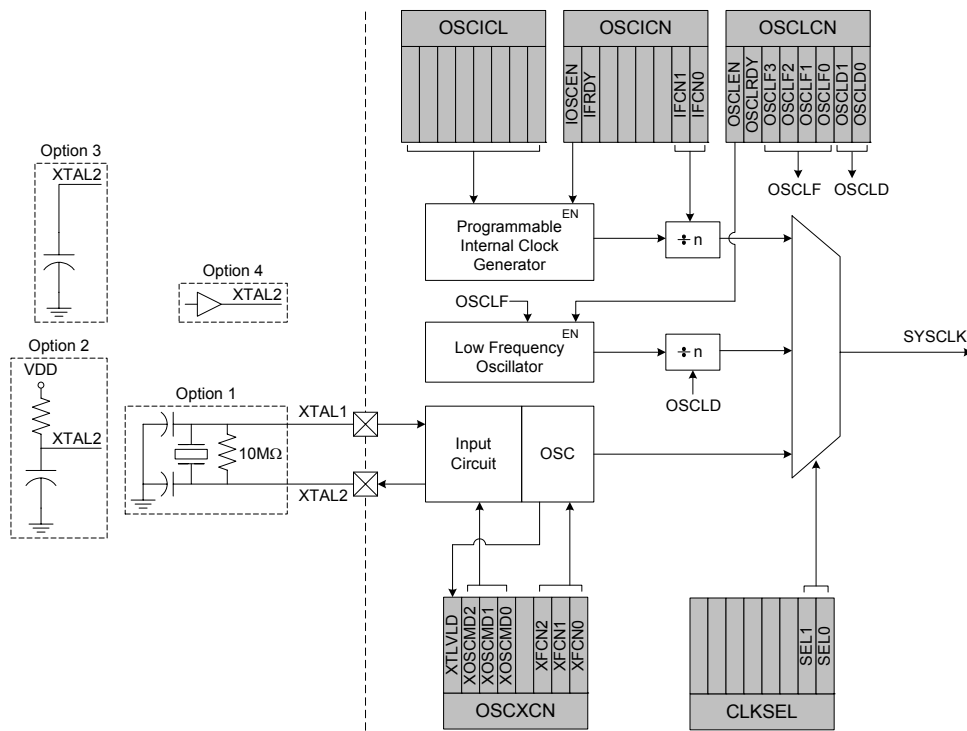 OSCICL
OSCICN
IOSCEN
IFRDY
IFCN1
IFCN0
OSCLCN
OSCLEN
OSCLRDY
OSCLF3
OSCLF2
OSCLF1
OSCLF0
OSCLD1
OSCLD0
OSCLF
OSCLD
Option 3
XTAL2
EN
Programmable
Internal Clock
Generator
÷ n
Option 4
XTAL2
OSCLF
EN
Low Frequency
Oscillator
÷ n
OSCLD
SYSCLK
Option 2
VDD
XTAL2
Option 1
10MΩ
XTAL1
XTAL2
Input
Circuit
OSC
XTLVLD
XOSCMD2
XOSCMD1
XOSCMD0
XFCN2
XFCN1
XFCN0
OSCXCN
SEL1
SEL0
CLKSEL